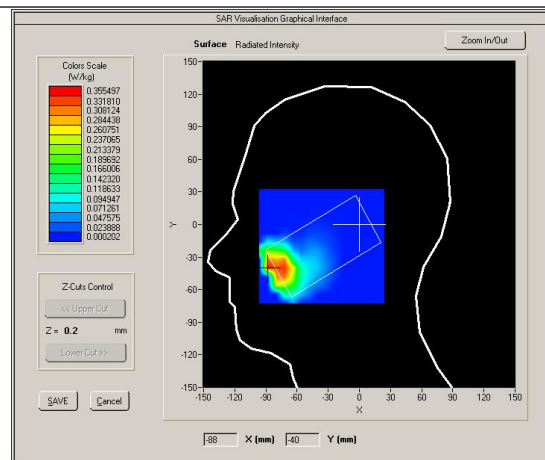 SAR Visualisation Graphical Interface
Surface Radiated Intensity
Zoom In/Out
Colors Scale
(W/kg)
0.355497
0.331810
0.308124
0.284438
0.260751
0.237065
0.213379
0.189692
0.166006
0.142320
0.118633
0.094947
0.071261
0.047575
0.023888
0.000202
150
120
90
60
30
0
-30
-60
-90
-120
-150
Y
-150 -120 -90 -60 -30 0 30 60 90 120 150
X
Z-Cuts Control
<< Upper Cut
Z = 0.2 mm
Lower Cut >>
SAVE Cancel
-88 X (mm) -40 Y (mm)